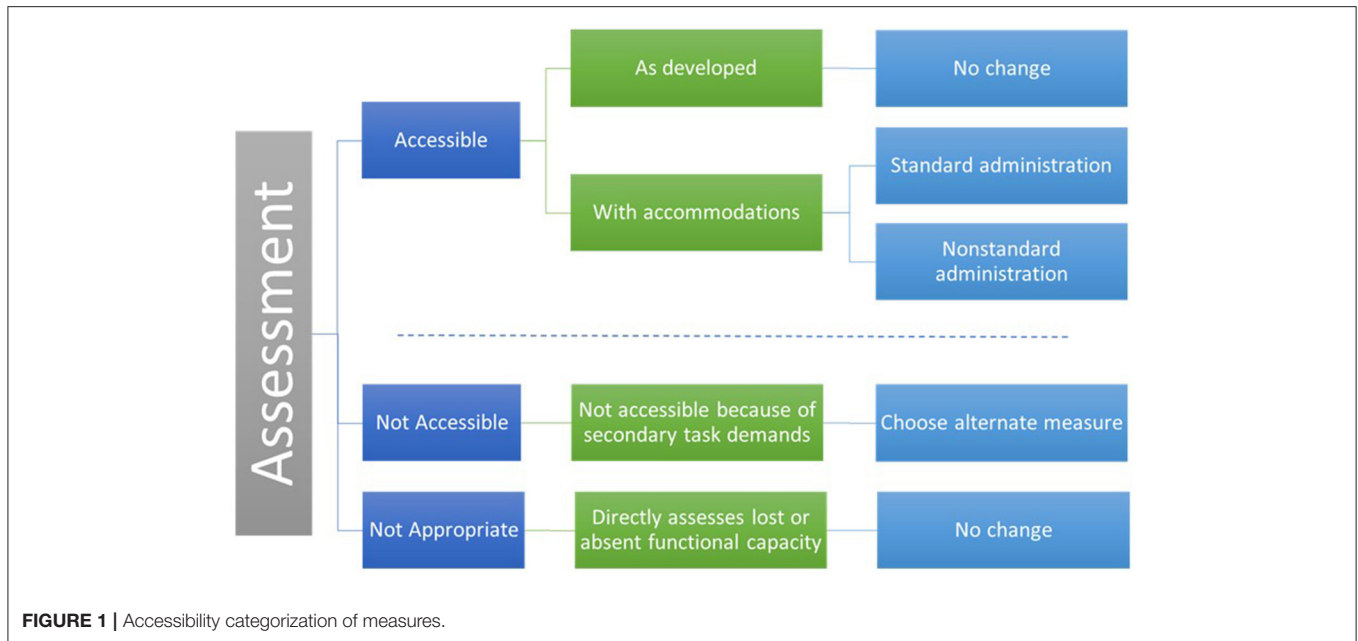 Assessment
Accessible
As developed
No change
With accommodations
Standard administration
Nonstandard
administration
Not Accessible
Not accessible because of
secondary task demands
Choose alternate measure
Not Appropriate
Directly assesses lost or
absent functional capacity
No change
FIGURE 1 | Accessibility categorization of measures.